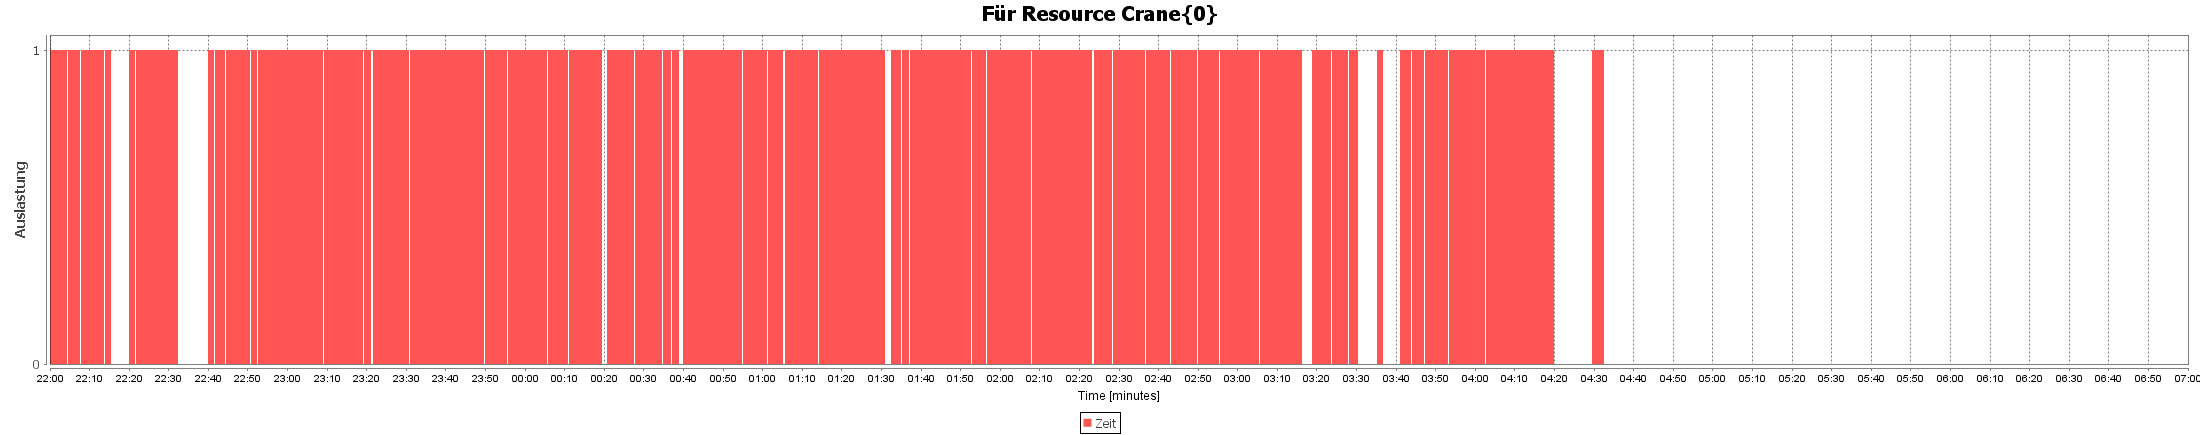 Für Resource Crane{0}
1
Auslastung
0
22:00 22:10 22:20 22:30 22:40 22:50 23:00 23:10 23:20 23:30 23:40 23:50 00:00 00:10 00:20 00:30 00:40 00:50 01:00 01:10 01:20 01:30 01:40 01:50 02:00 02:10 02:20 02:30 02:40 02:50 03:00 03:10 03:20 03:30 03:40 03:50 04:00 04:10 04:20 04:30 04:40 04:50 05:00 05:10 05:20 05:30 05:40 05:50 06:00 06:10 06:20 06:30 06:40 06:50 07:00
Time [minutes]
Zeit